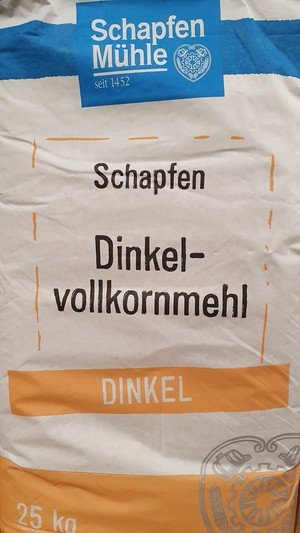 Schapfen
Mühle
seit 1452
Schapfen
Dinkel-
vollkornmehl
DINKEL
25 kg